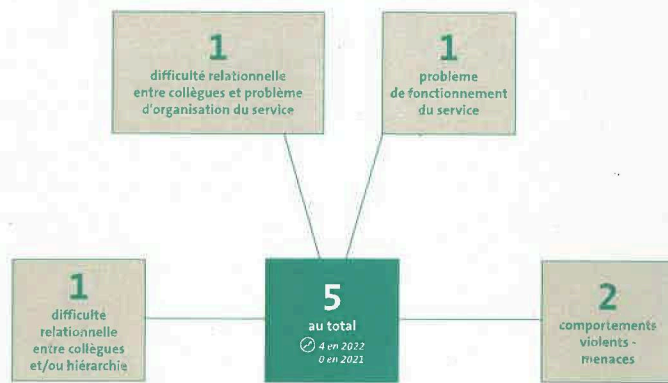 1
difficulté relationnelle
entre collègues et problème
d'organisation du service
1
problème
de fonctionnement
du service
1
difficulté
relationnelle
entre collègues
et/ou hiérarchie
5
au total
4 en 2022
0 en 2021
2
comportements
violents -
menaces